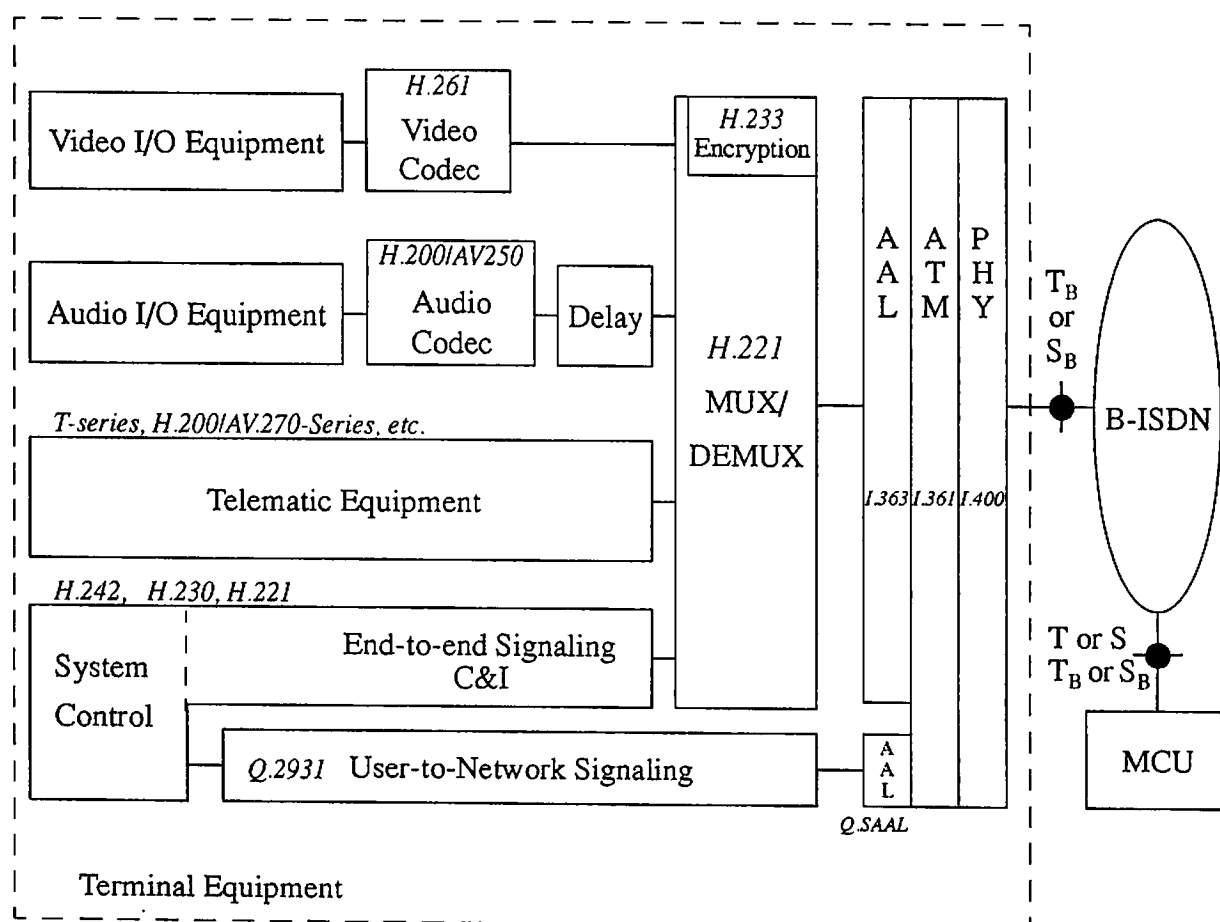 H.261
Video I/O Equipment
Video
Codec
H.233
Encryption
H.200/AV250
Audio I/O Equipment
Audio
Codec
Delay
H.221
MUX/
DEMUX
A
A
L
A
T
M
P
H
Y
I.363
I.361
I.400
T_B
or
S_B
B-ISDN
T-series, H.200/AV.270-Series, etc.
Telematic Equipment
H.242, H.230, H.221
System
Control
End-to-end Signaling
C&I
Q.2931 User-to-Network Signaling
A
A
L
Q.SAAL
T or S
T_B or S_B
MCU
Terminal Equipment